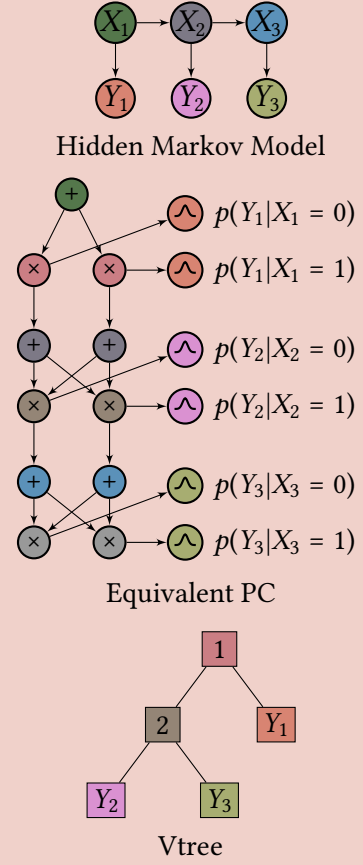 X₁ X₂ X₃
Y₁ Y₂ Y₃
Hidden Markov Model
+
p(Y₁|X₁ = 0)
× × p(Y₁|X₁ = 1)
+ + p(Y₂|X₂ = 0)
× × p(Y₂|X₂ = 1)
+ + p(Y₃|X₃ = 0)
× × p(Y₃|X₃ = 1)
Equivalent PC
1
2 Y₁
Y₂ Y₃
Vtree